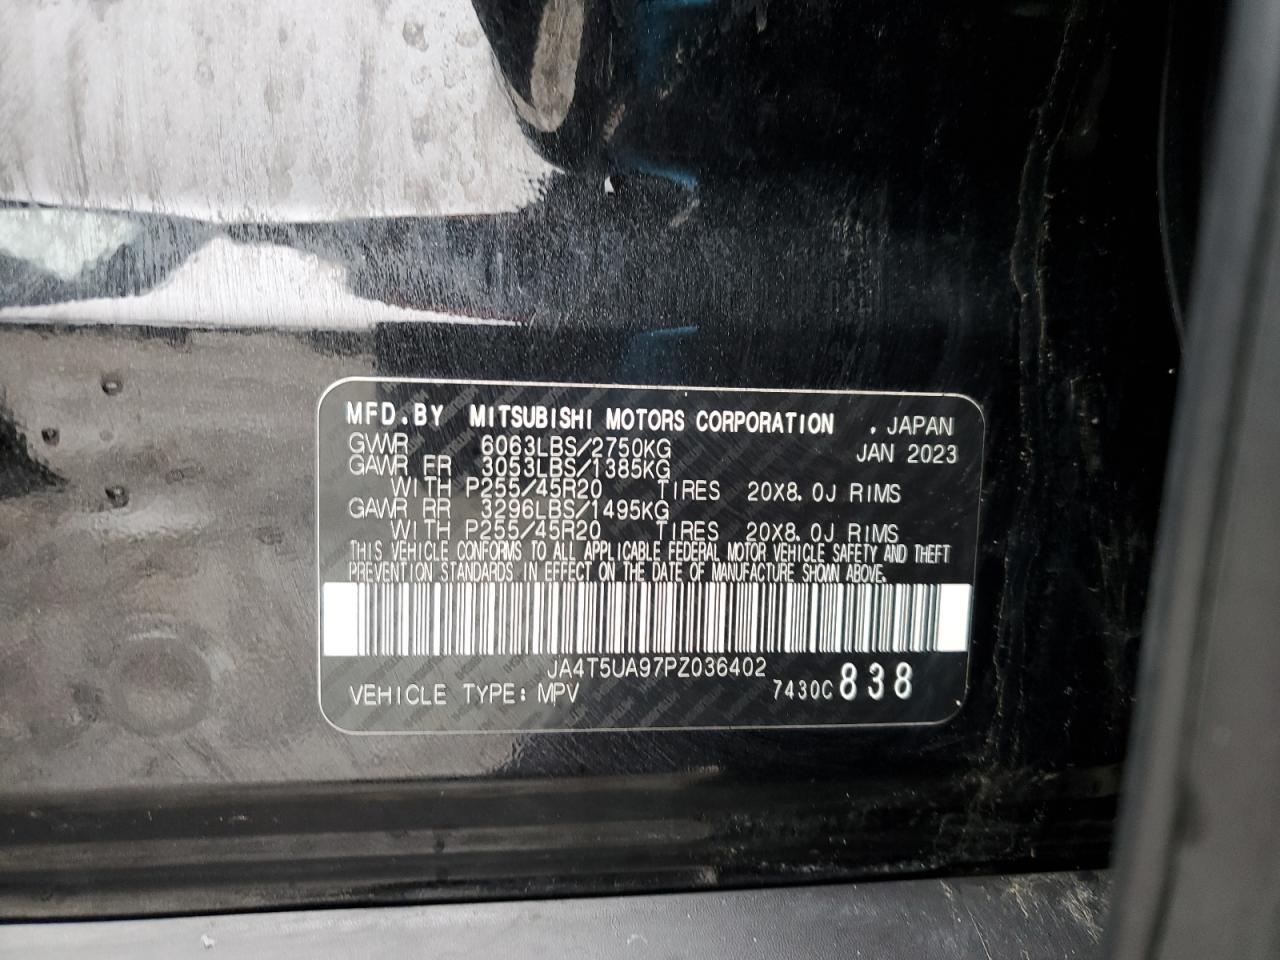 MFD.BY MITSUBISHI MOTORS CORPORATION . JAPAN
GVWR 6063LBS/2750KG JAN 2023
GAWR FR 3053LBS/1385KG
WITH P255/45R20 TIRES 20X8.0J RIMS
GAWR RR 3296LBS/1495KG
WITH P255/45R20 TIRES 20X8.0J RIMS
THIS VEHICLE CONFORMS TO ALL APPLICABLE FEDERAL MOTOR VEHICLE SAFETY AND THEFT
PREVENTION STANDARDS IN EFFECT ON THE DATE OF MANUFACTURE SHOWN ABOVE.
JA4T5UA97PZ036402
VEHICLE TYPE: MPV 7430C 838